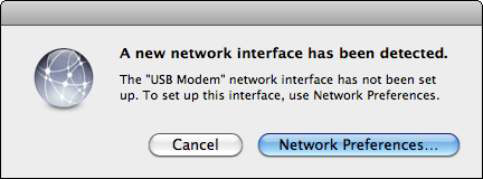 A new network interface has been detected.
The "USB Modem" network interface has not been set
up. To set up this interface, use Network Preferences.
Cancel
Network Preferences...